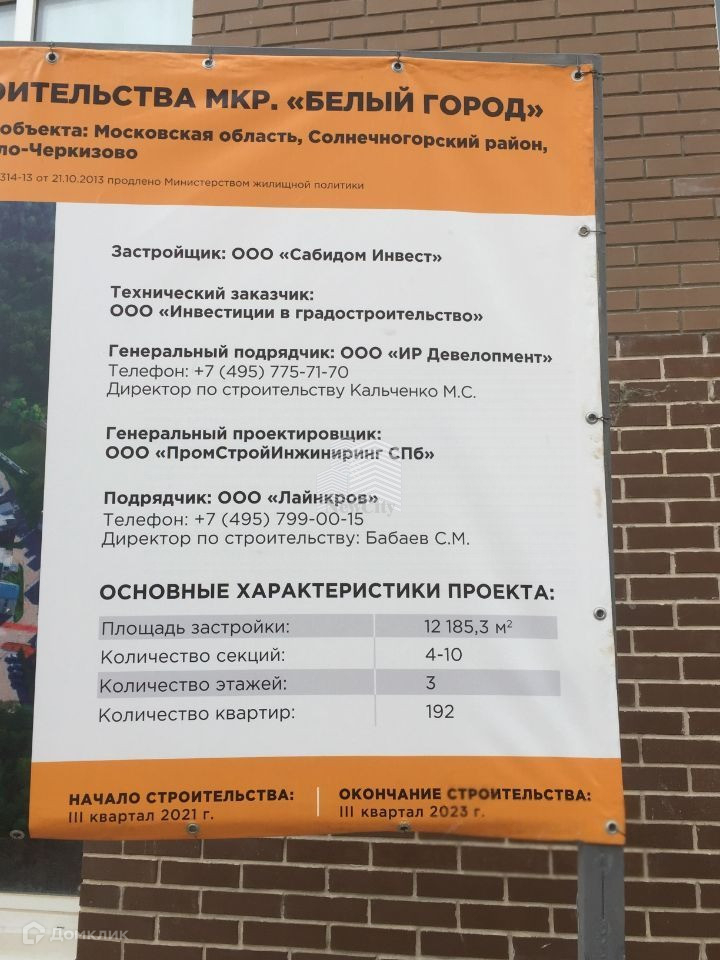 ОИТЕЛЬСТВА МКР. «БЕЛЫЙ ГОРОД»
объекта: Московская область, Солнечногорский район,
ло-Черкизово
314-13 от 21.10.2013 продлено Министерством жилищной политики
Застройщик: ООО «Сабидом Инвест»
Технический заказчик:
ООО «Инвестиции в градостроительство»
Генеральный подрядчик: ООО «ИР Девелопмент»
Телефон: +7 (495) 775-71-70
Директор по строительству Кальченко М.С.
Генеральный проектировщик:
ООО «ПромСтройИнжиниринг СПб»
Подрядчик: ООО «Лайнкров»
NewCity
Телефон: +7 (495) 799-00-15
Директор по строительству: Бабаев С.М.
ОСНОВНЫЕ ХАРАКТЕРИСТИКИ ПРОЕКТА:
Площадь застройки: 12 185,3 м²
Количество секций: 4-10
Количество этажей: 3
Количество квартир: 192
НАЧАЛО СТРОИТЕЛЬСТВА:
III квартал 2021 г.
ОКОНЧАНИЕ СТРОИТЕЛЬСТВА:
III квартал 2023 г.
Домклик